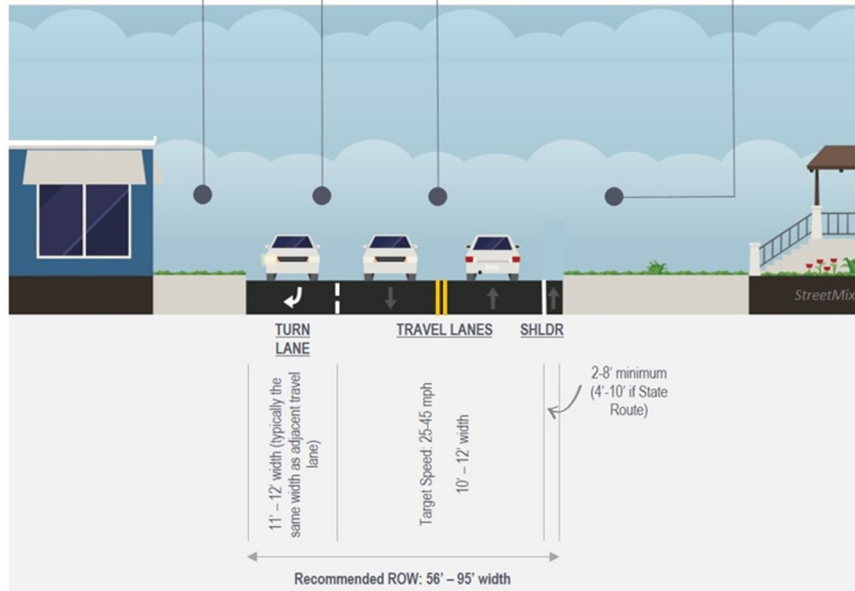 StreetMix
TURN
LANE
TRAVEL LANES
SHLDR
11' – 12' width (typically the
same width as adjacent travel
lane)
Target Speed: 25-45 mph
10' – 12' width
2-8' minimum
(4'-10' if State
Route)
Recommended ROW: 56' – 95' width